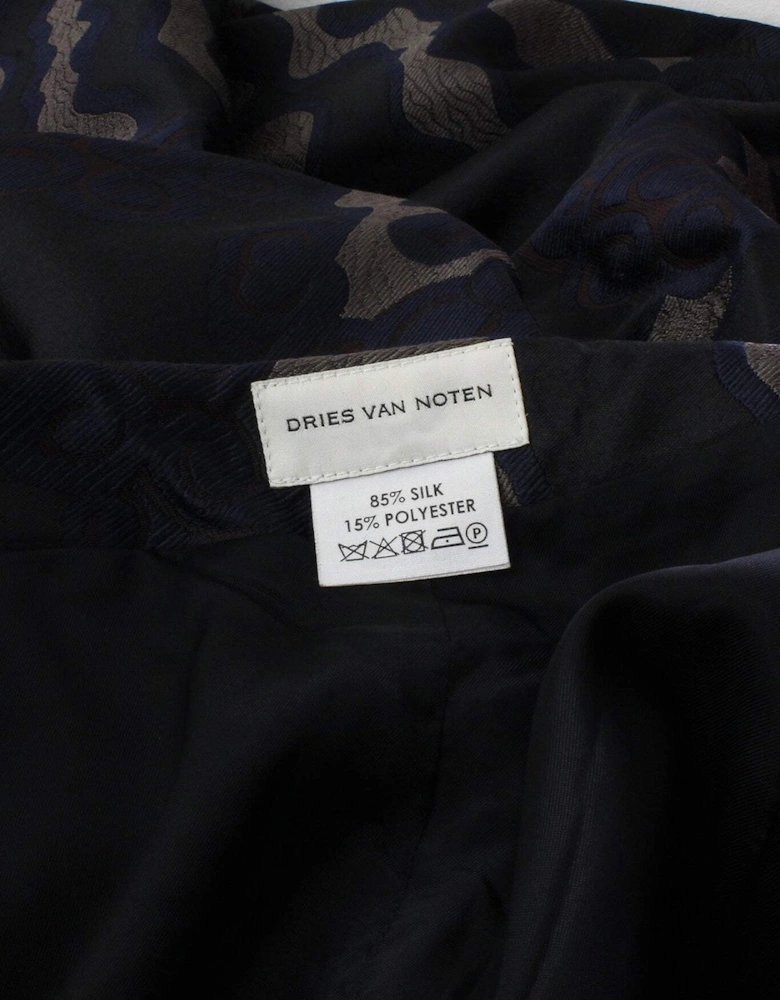 DRIES VAN NOTEN
85% SILK
15% POLYESTER
P